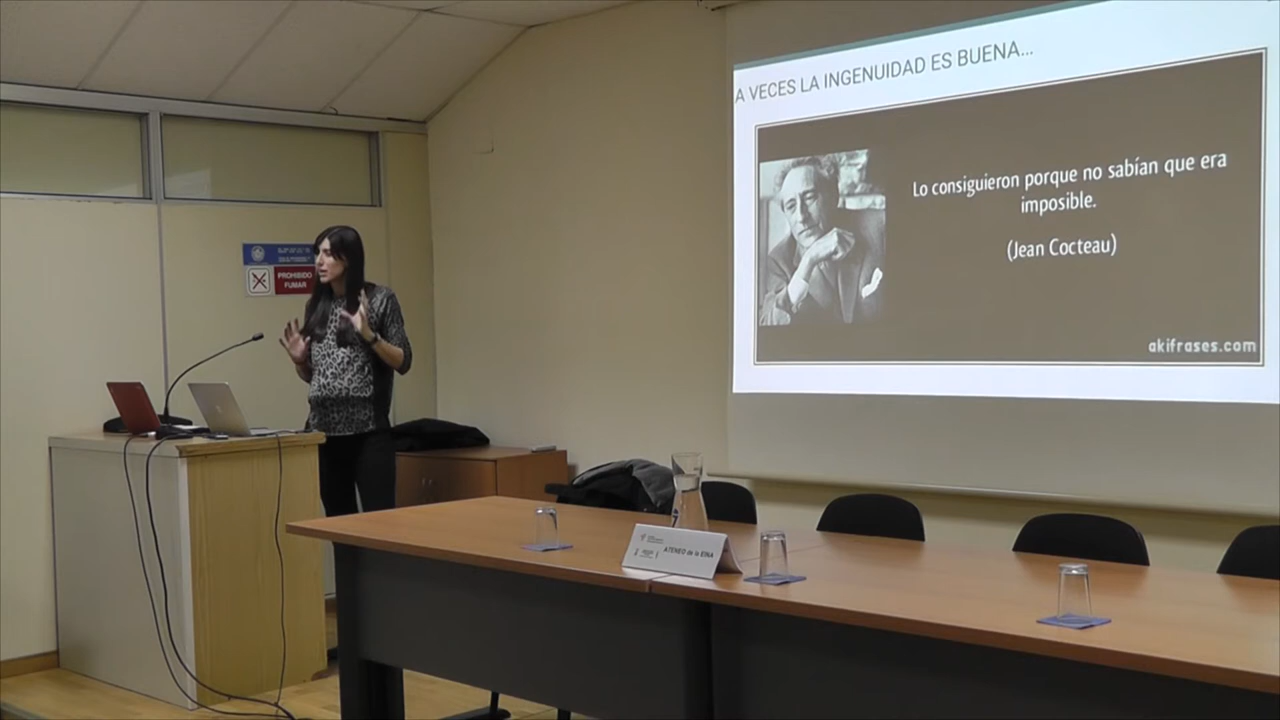 A VECES LA INGENUIDAD ES BUENA...
Lo consiguieron porque no sabían que era
imposible.
(Jean Cocteau)
akifrases.com
PROHIBIDO
FUMAR
ATENEO de la EINA